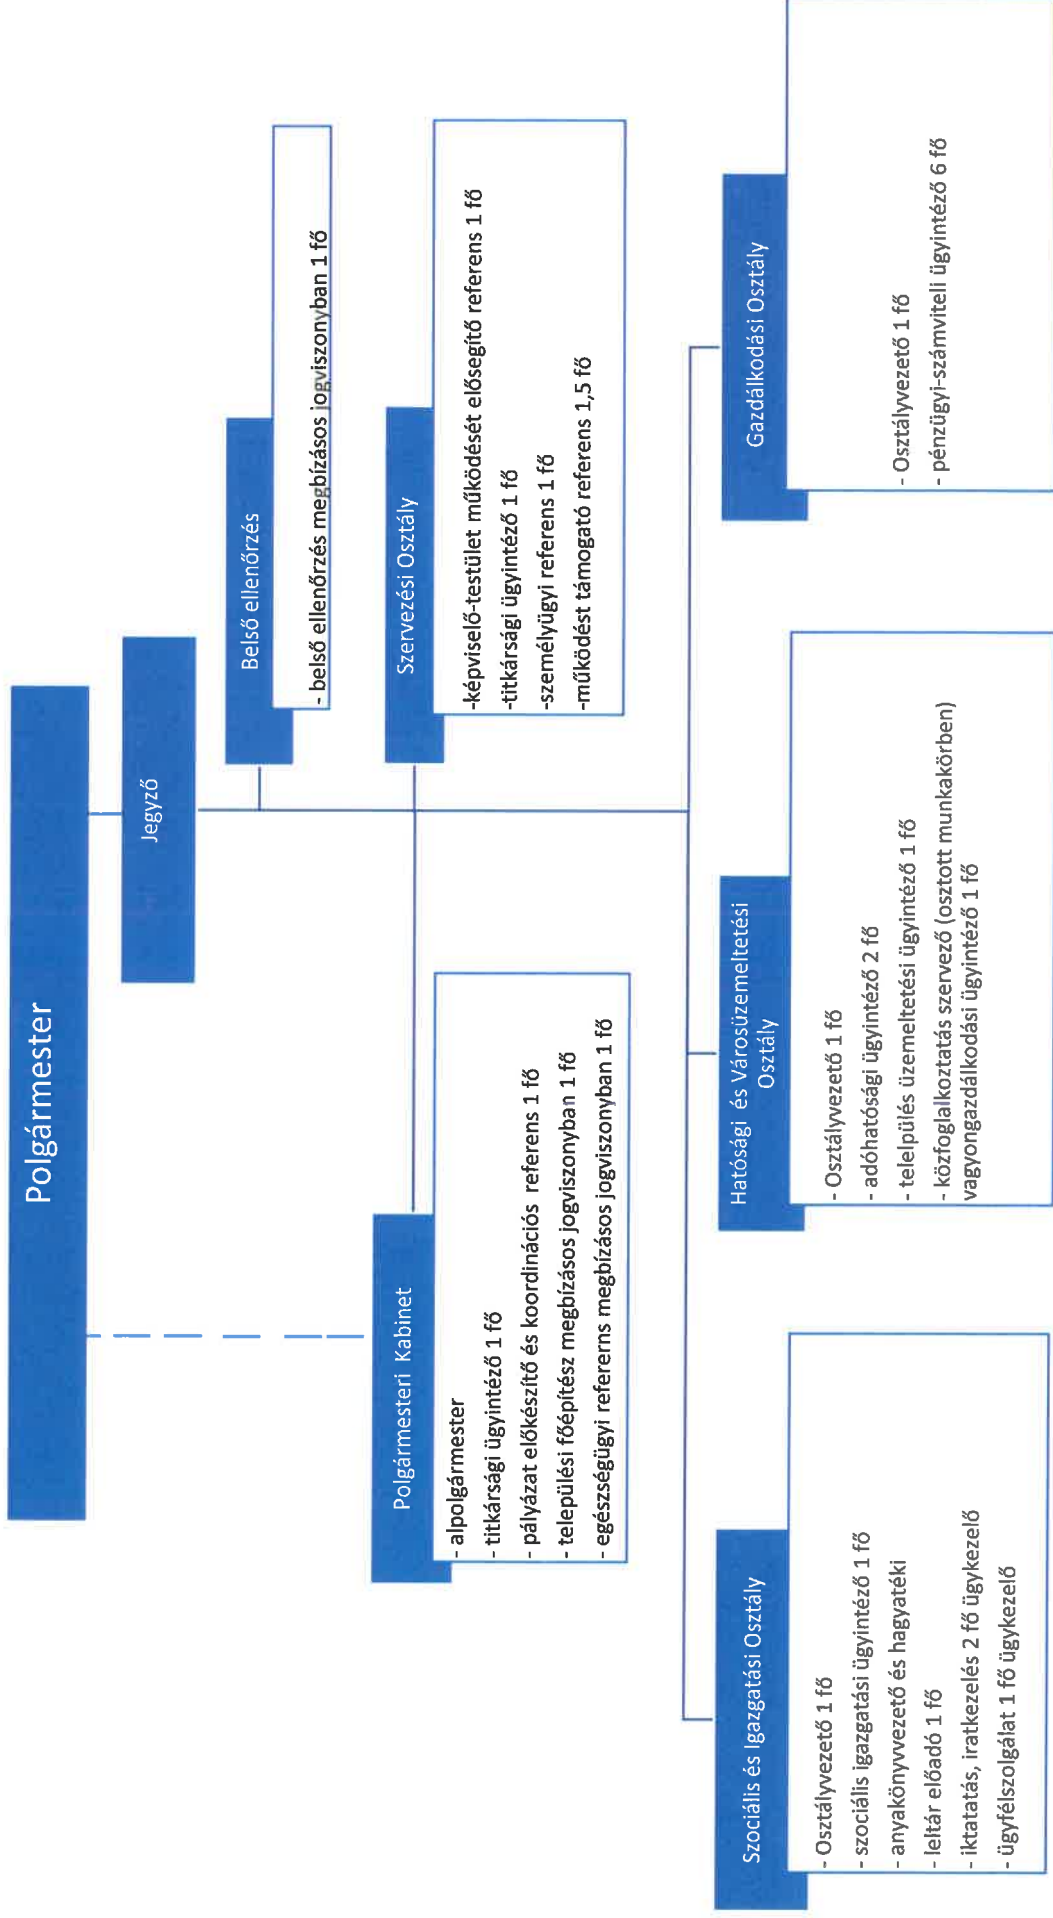 Polgármester
Jegyző
Belső ellenőrzés
- belső ellenőrzés megbízásos jogviszonyban 1 fő
Polgármesteri Kabinet
- alpolgármester
- titkársági ügyintéző 1 fő
- pályázat előkészítő és koordinációs referens 1 fő
- települési főépítész megbízásos jogviszonyban 1 fő
- egészségügyi refererns megbízásos jogviszonyban 1 fő
Szervezési Osztály
-képviselő-testület működését elősegítő referens 1 fő
-titkársági ügyintéző 1 fő
-személyügyi referens 1 fő
-működést támogató referens 1,5 fő
Szociális és Igazgatási Osztály
- Osztályvezető 1 fő
- szociális igazgatási ügyintéző 1 fő
- anyakönyvvezető és hagyatéki
- leltár előadó 1 fő
- iktatatás, iratkezelés 2 fő ügykezelő
- ügyfélszolgálat 1 fő ügykezelő
Hatósági és Városüzemeltetési
Osztály
- Osztályvezető 1 fő
- adóhatósági ügyintéző 2 fő
- telelpülés üzemeltetési ügyintéző 1 fő
- közfoglalkoztatás szervező (osztott munkakörben)
vagyongazdálkodási ügyintéző 1 fő
Gazdálkodási Osztály
- Osztályvezető 1 fő
- pénzügyi-számviteli ügyintéző 6 fő